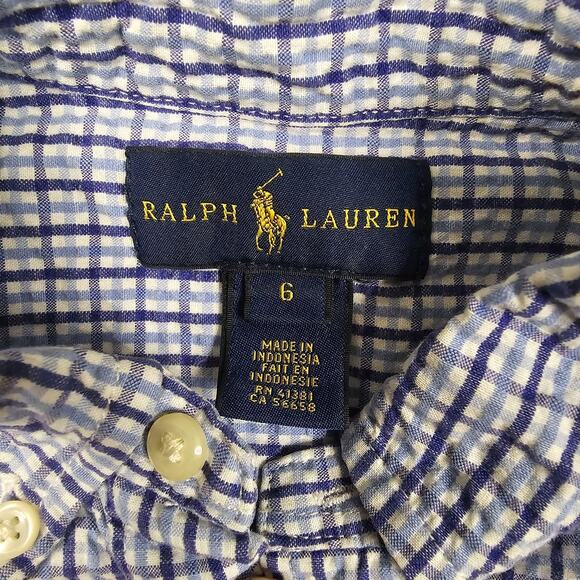 RALPH LAUREN
6
MADE IN
INDONESIA
FAIT EN
INDONESIE
RN 41381
CA 56658